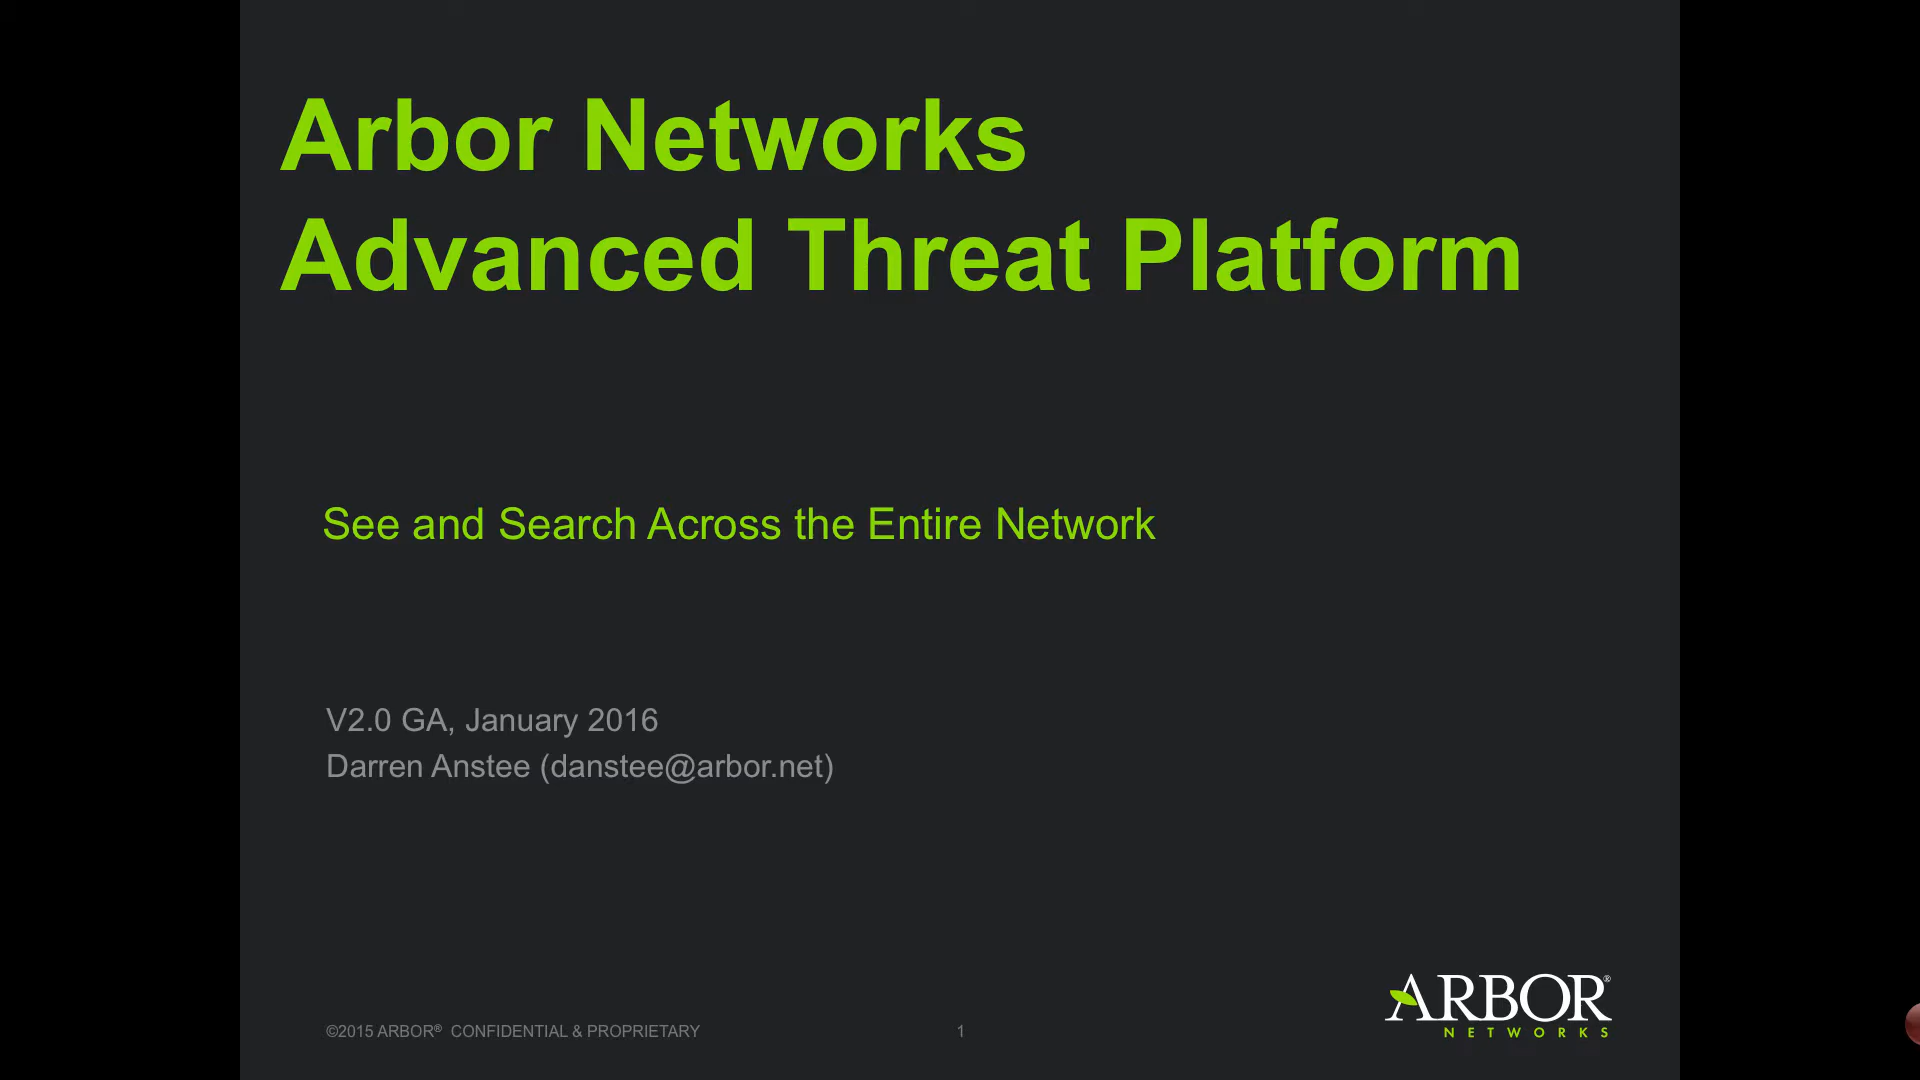 Arbor Networks
Advanced Threat Platform
See and Search Across the Entire Network
V2.0 GA, January 2016
Darren Anstee (danstee@arbor.net)
©2015 ARBOR® CONFIDENTIAL & PROPRIETARY
1
ARBOR®
NETWORKS